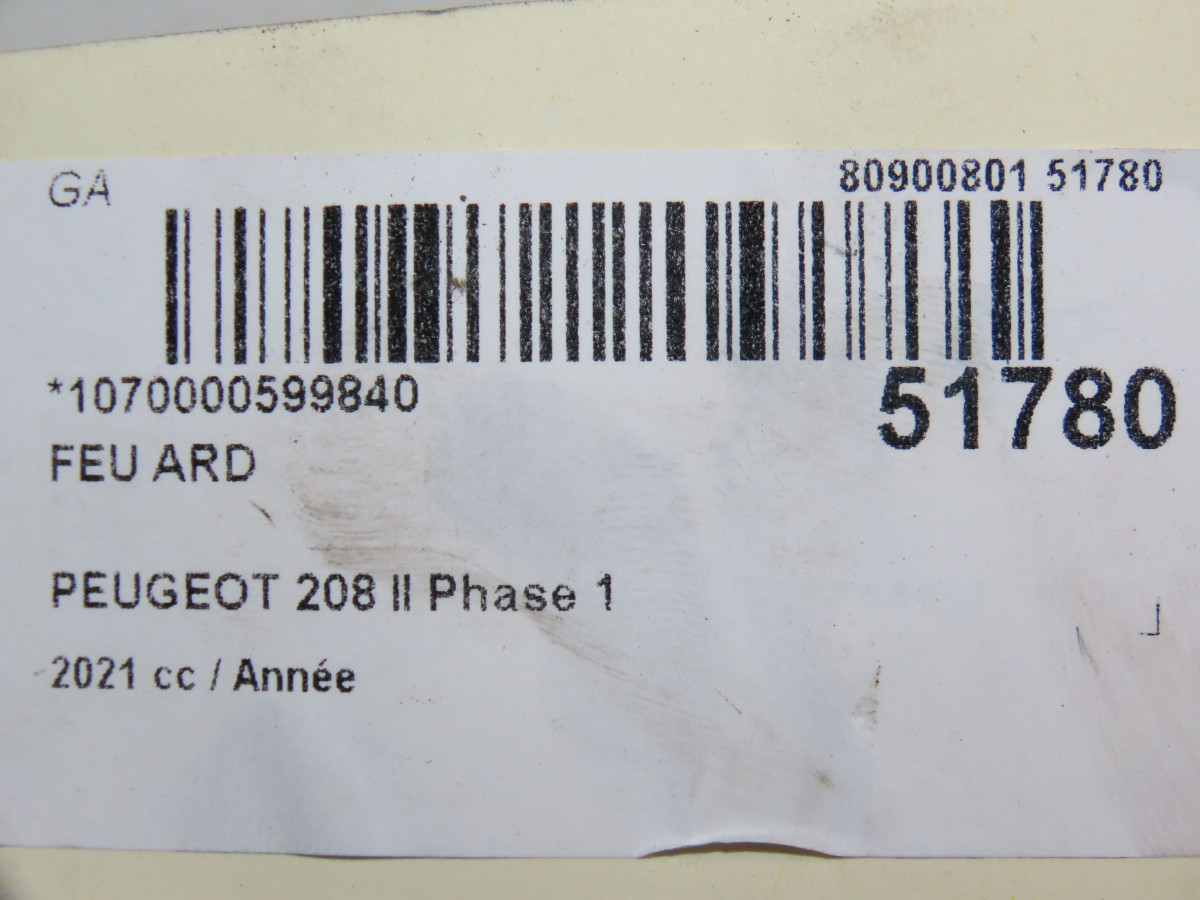 GA
80900801 51780
*1070000599840
51780
FEU ARD
PEUGEOT 208 II Phase 1
2021 cc / Année